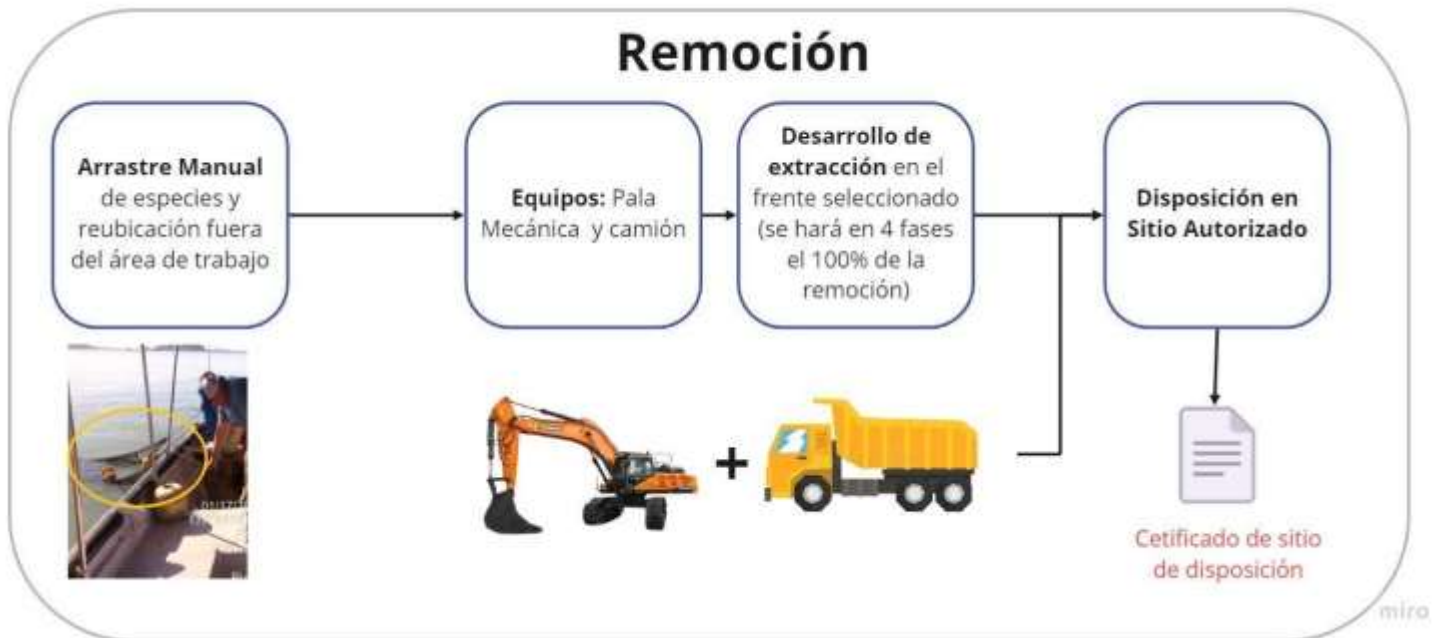 Remoción
Arrastre Manual
de especies y
reubicación fuera
del área de trabajo
Equipos: Pala
Mecánica y camión
Desarrollo de
extracción en el
frente seleccionado
(se hará en 4 fases
el 100% de la
remoción)
Disposición en
Sitio Autorizado
Cetificado de sitio
de disposición
miro